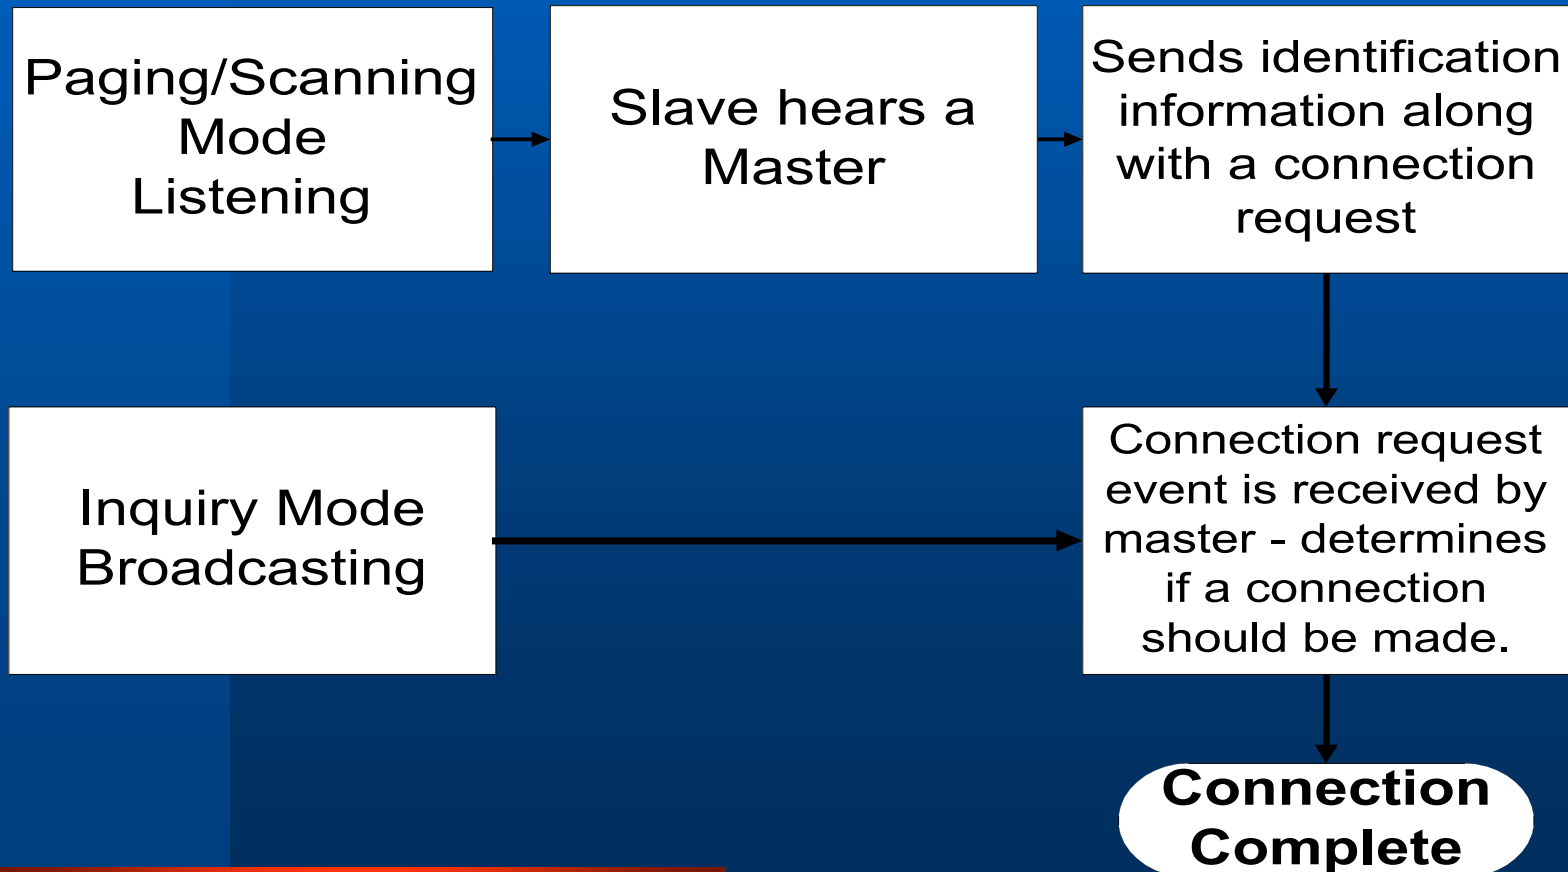 Paging/Scanning
Mode
Listening
Slave hears a
Master
Sends identification
information along
with a connection
request
Inquiry Mode
Broadcasting
Connection request
event is received by
master - determines
if a connection
should be made.
Connection
Complete